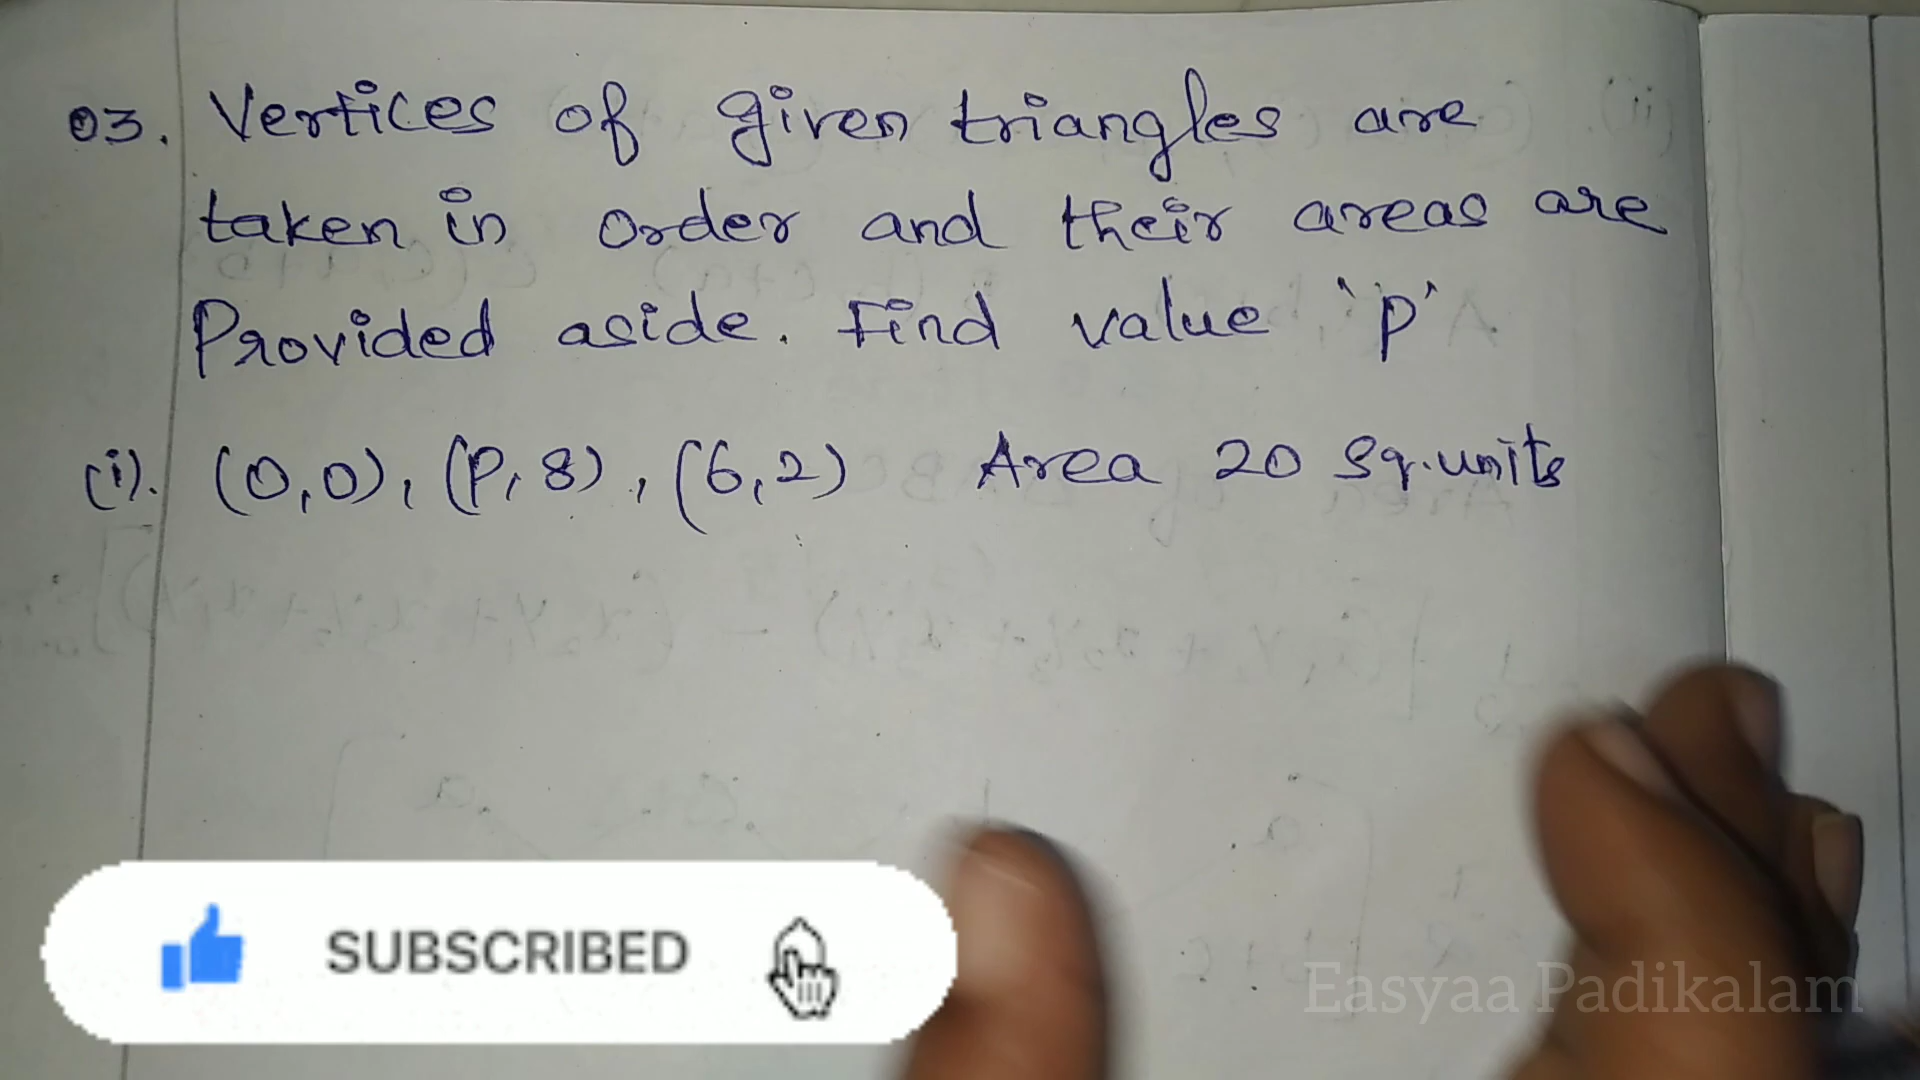 03. Vertices of given triangles are
taken in order and their areas are
Provided aside. Find value 'p'
(i). (0,0), (P, 8), (6,2) Area 20 Sq.units
SUBSCRIBED
Easyaa Padikalam